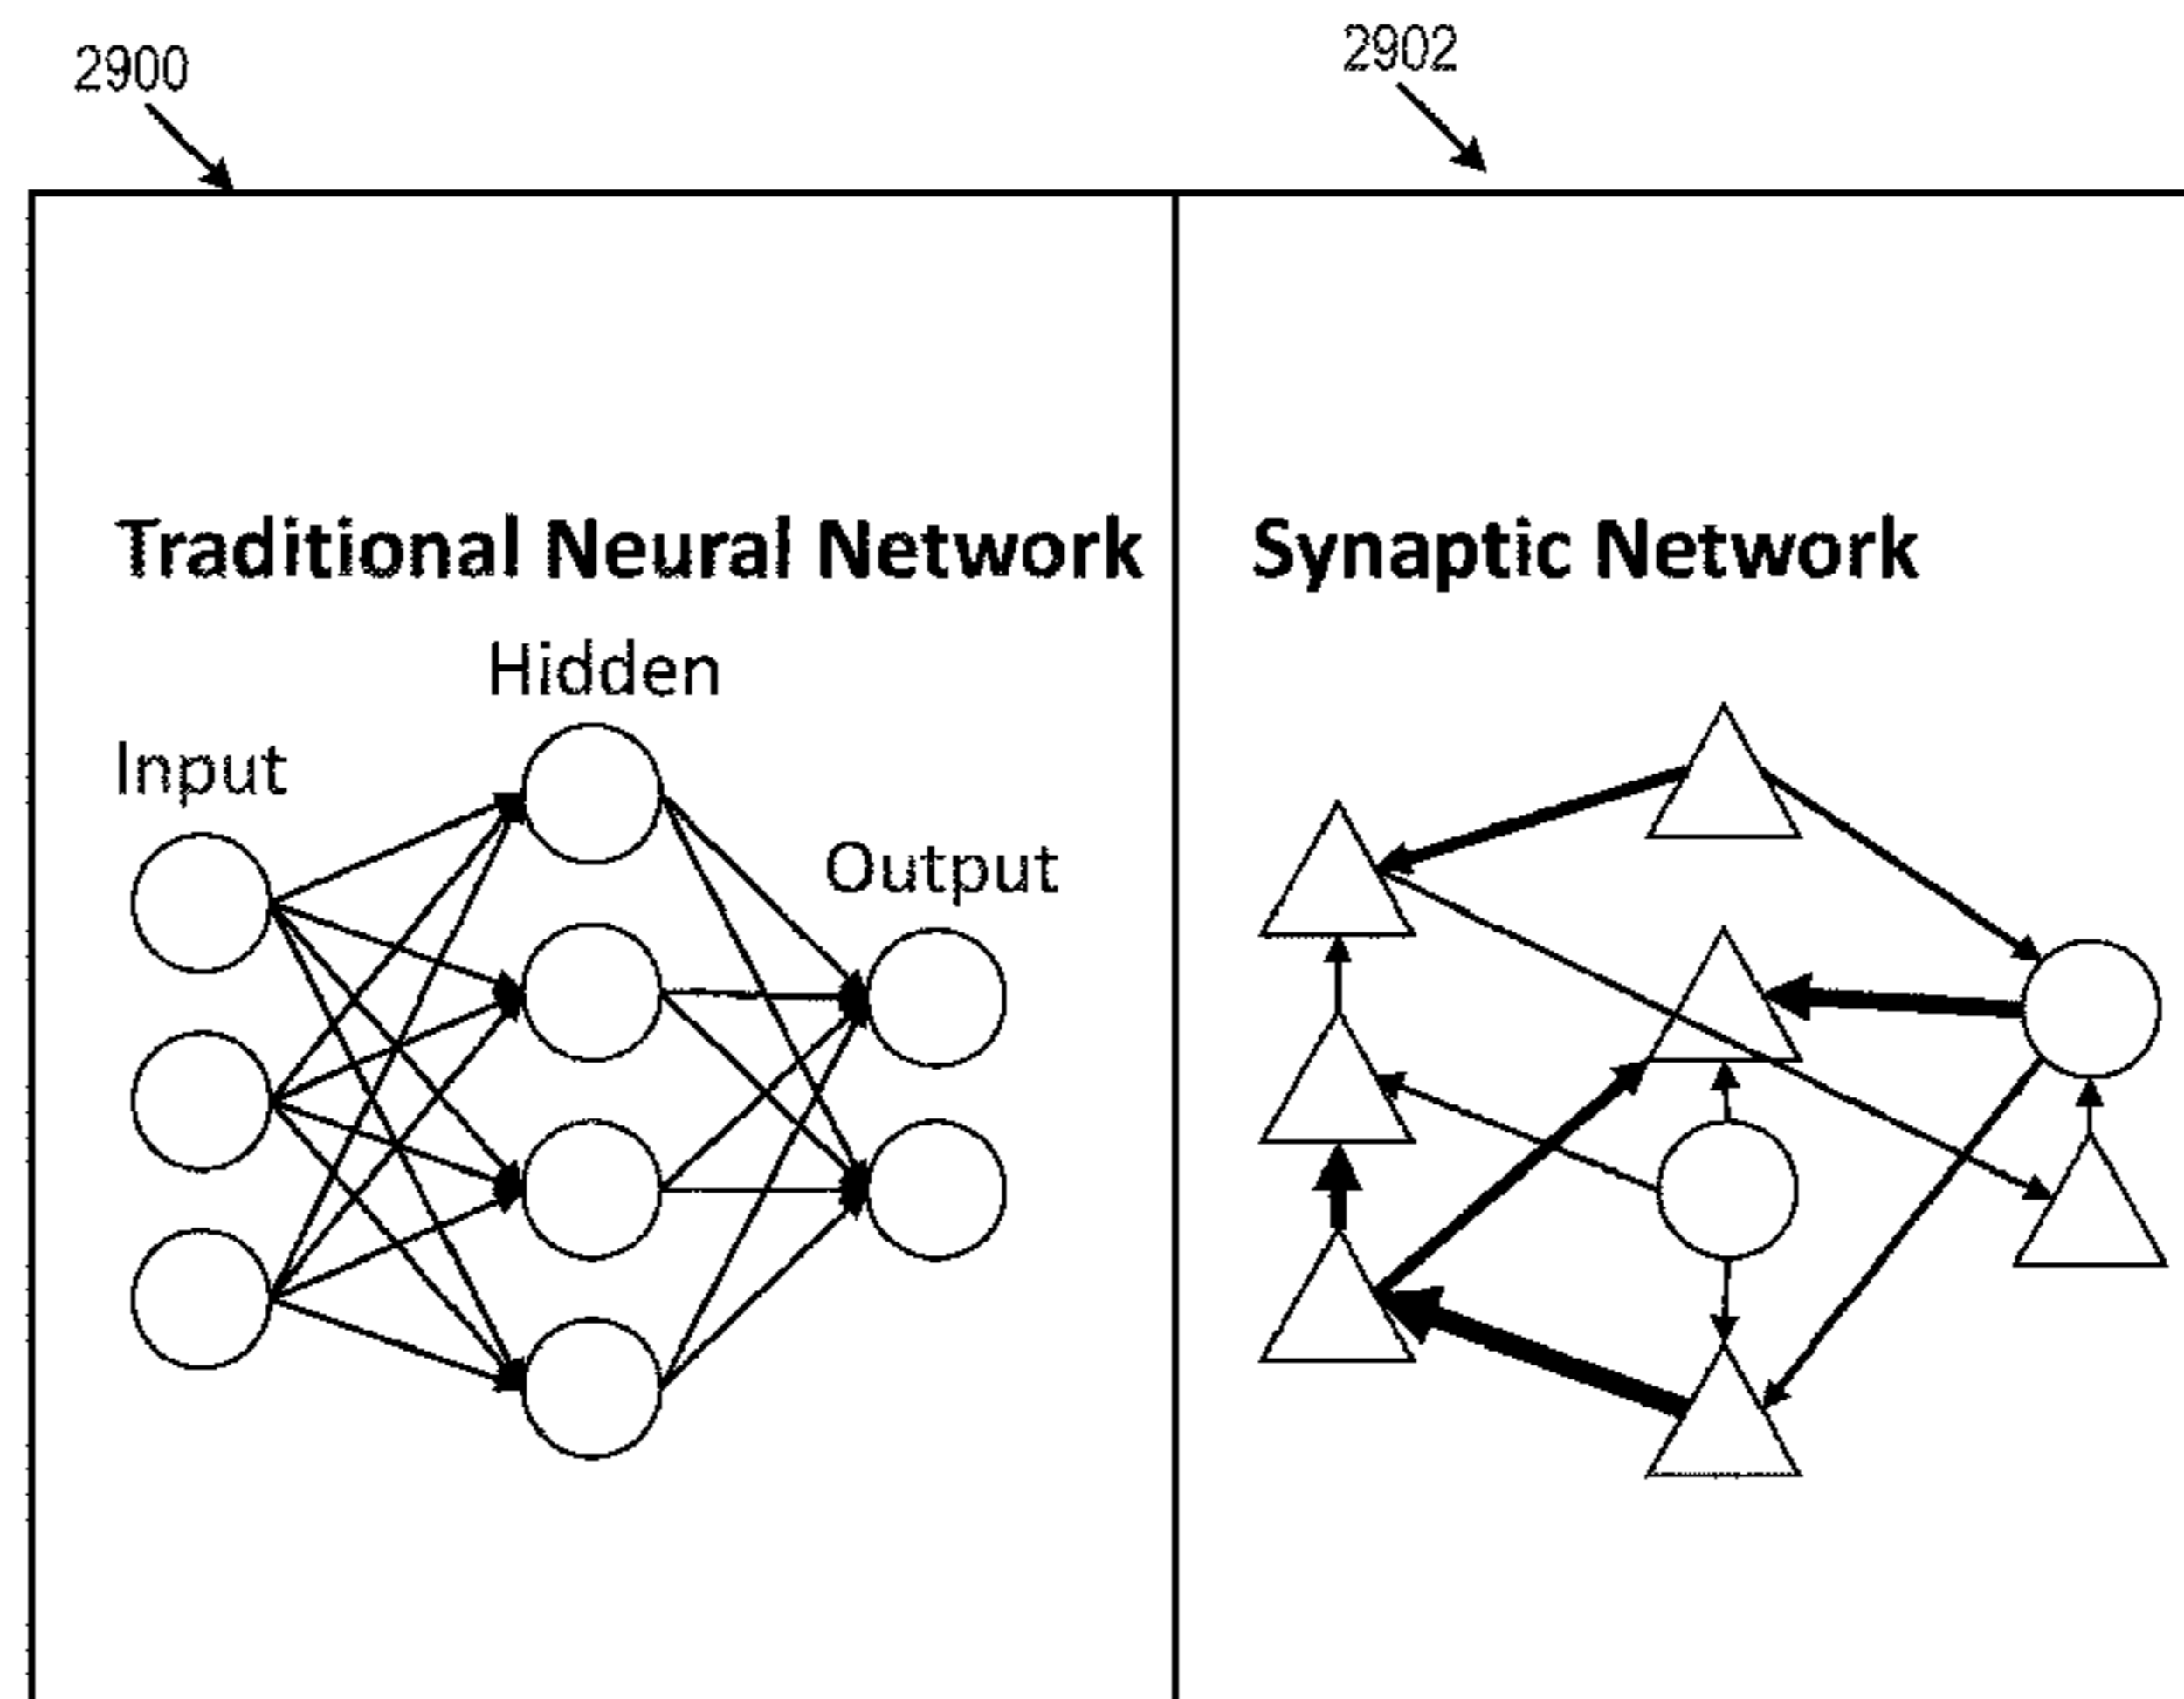 2900
2902
Traditional Neural Network
Hidden
Input
Output
Synaptic Network